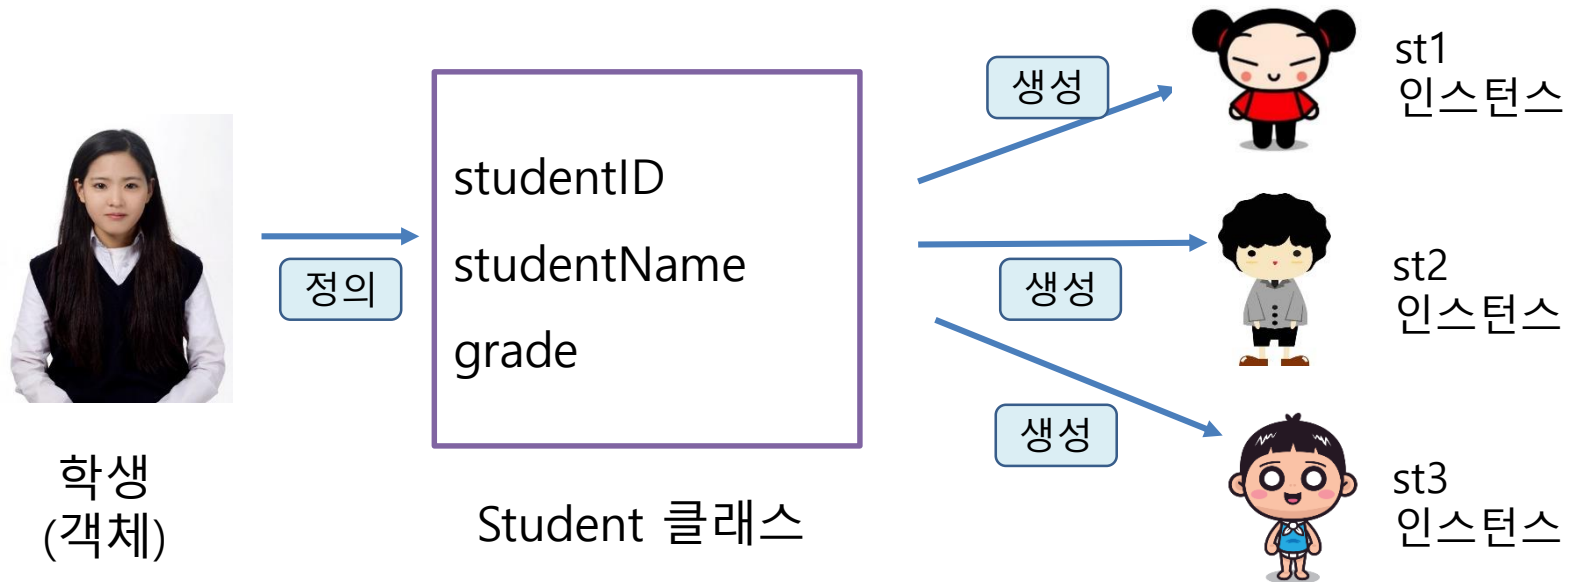 학생
(객체)
정의
studentID
studentName
grade
Student 클래스
생성
st1
인스턴스
생성
st2
인스턴스
생성
st3
인스턴스